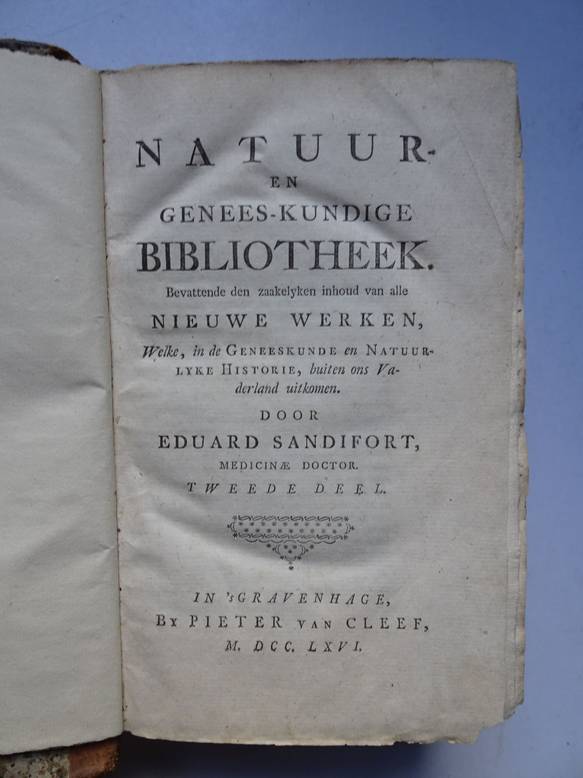 NATUUR-
EN
GENEES-KUNDIGE
BIBLIOTHEEK.
Bevattende den zaakelyken inhoud van alle
NIEUWE WERKEN,
Welke, in de GENEESKUNDE en NATUUR-
LYKE HISTORIE, buiten ons Va-
derland uitkomen.
DOOR
EDUARD SANDIFORT,
MEDICINÆ DOCTOR.
TWEEDE DEEL.
IN 'sGRAVENHAGE,
By PIETER VAN CLEEF,
M. DCC. LXVI.